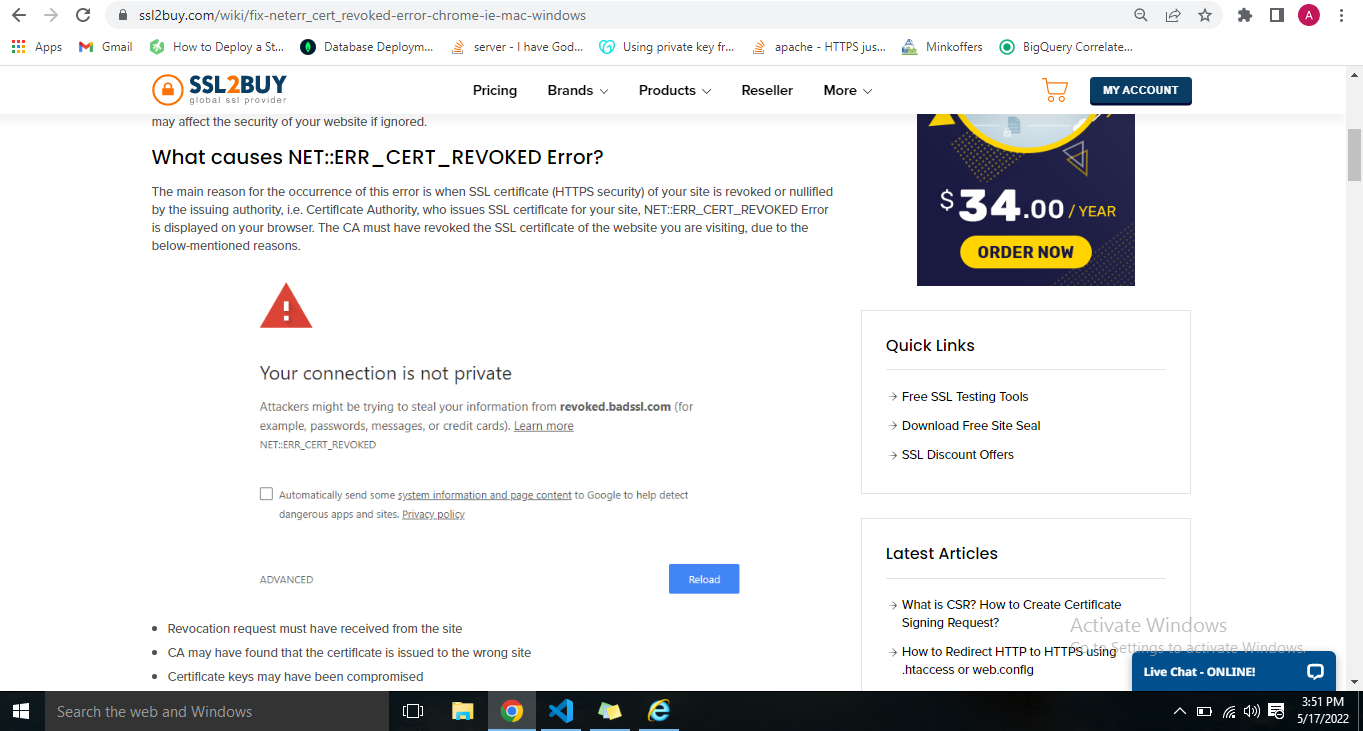 ssl2buy.com/wiki/fix-neterr_cert_revoked-error-chrome-ie-mac-windows
A
Apps
Gmail
How to Deploy a St...
Database Deploym...
server - I have God...
Using private key fr...
apache - HTTPS jus...
Minkoffers
BigQuery Correlate...
SSL2BUY
global ssl provider
Pricing
Brands
Products
Reseller
More
MY ACCOUNT
may affect the security of your website if ignored.
What causes NET::ERR_CERT_REVOKED Error?
The main reason for the occurrence of this error is when SSL certificate (HTTPS security) of your site is revoked or nullified
by the issuing authority, i.e. Certificate Authority, who issues SSL certificate for your site, NET::ERR_CERT_REVOKED Error
is displayed on your browser. The CA must have revoked the SSL certificate of the website you are visiting, due to the
below-mentioned reasons.
Your connection is not private
Attackers might be trying to steal your information from revoked.badssl.com (for
example, passwords, messages, or credit cards). Learn more
NET::ERR_CERT_REVOKED
Automatically send some system information and page content to Google to help detect
dangerous apps and sites. Privacy policy
ADVANCED
Reload
Revocation request must have received from the site
CA may have found that the certificate is issued to the wrong site
Certificate keys may have been compromised
$34.00 / YEAR
ORDER NOW
Quick Links
Free SSL Testing Tools
Download Free Site Seal
SSL Discount Offers
Latest Articles
What is CSR? How to Create Certificate
Signing Request?
How to Redirect HTTP to HTTPS using
.htaccess or web.config
Activate Windows
Go to Settings to activate Windows.
Live Chat - ONLINE!
Search the web and Windows
3:51 PM
5/17/2022